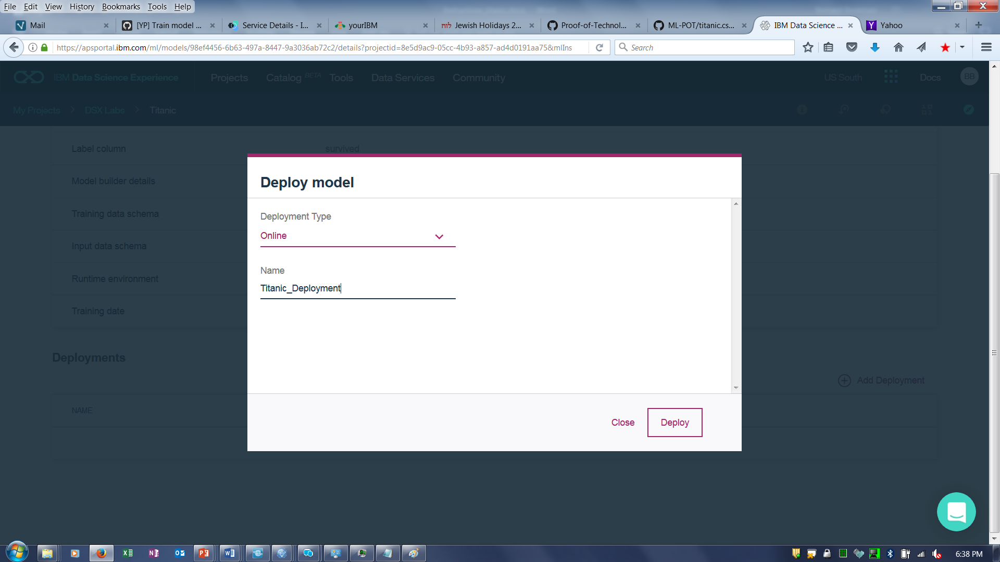 File Edit View History Bookmarks Tools Help
Mail
[YP] Train model ...
Service Details - I...
yourIBM
לוח Jewish Holidays 2...
Proof-of-Technol...
ML-POT/titanic.cs...
IBM Data Science ...
Yahoo
https://apsportal.ibm.com/ml/models/98ef4456-6b63-497a-8447-9a3036ab72c2/details?projectid=8e5d9ac9-05cc-4b93-a857-ad4d0191aa75&mlIns
Search
IBM Data Science Experience Projects Catalog BETA Tools Data Services Community US South Docs BB
My Projects > DSX Labs > Titanic
Label column survived
Model builder details
Training data schema
Input data schema
Runtime environment
Training date
Deployments
Add Deployment
NAME
Deploy model
Deployment Type
Online
Name
Titanic_Deployment
Close Deploy
6:38 PM